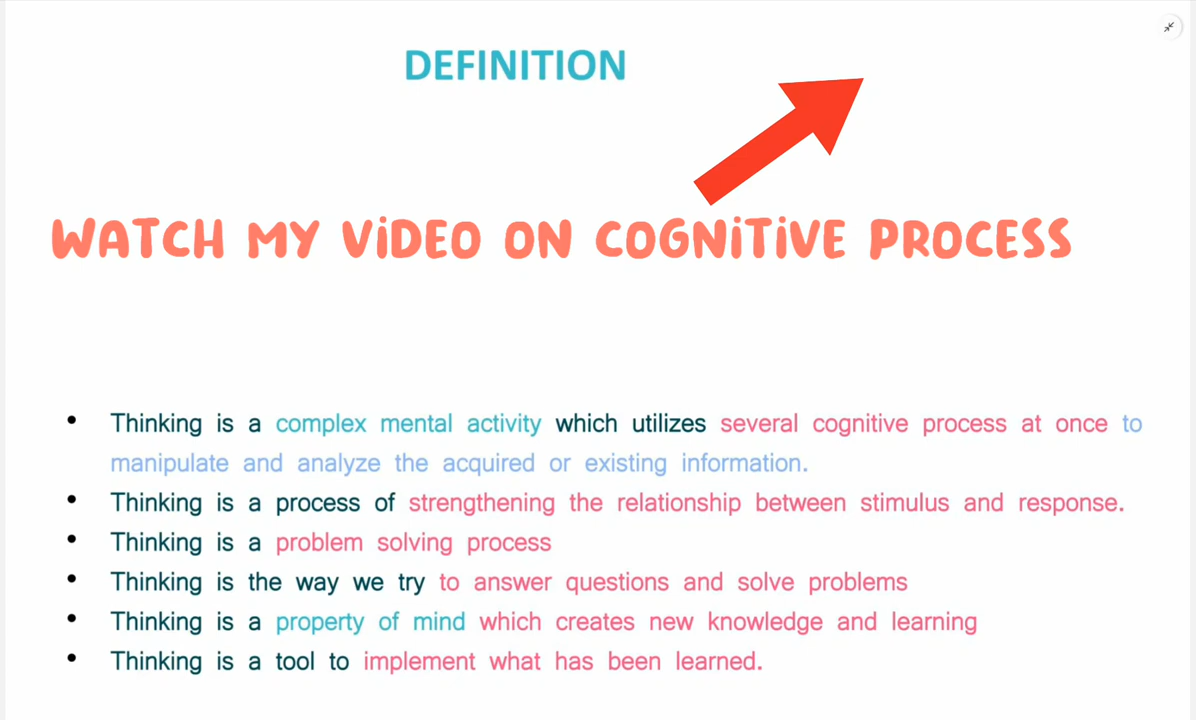 DEFINITION
WATCH MY ViDEO ON COGNiTiVE PROCESS
• Thinking is a complex mental activity which utilizes several cognitive process at once to
manipulate and analyze the acquired or existing information.
• Thinking is a process of strengthening the relationship between stimulus and response.
• Thinking is a problem solving process
• Thinking is the way we try to answer questions and solve problems
• Thinking is a property of mind which creates new knowledge and learning
• Thinking is a tool to implement what has been learned.